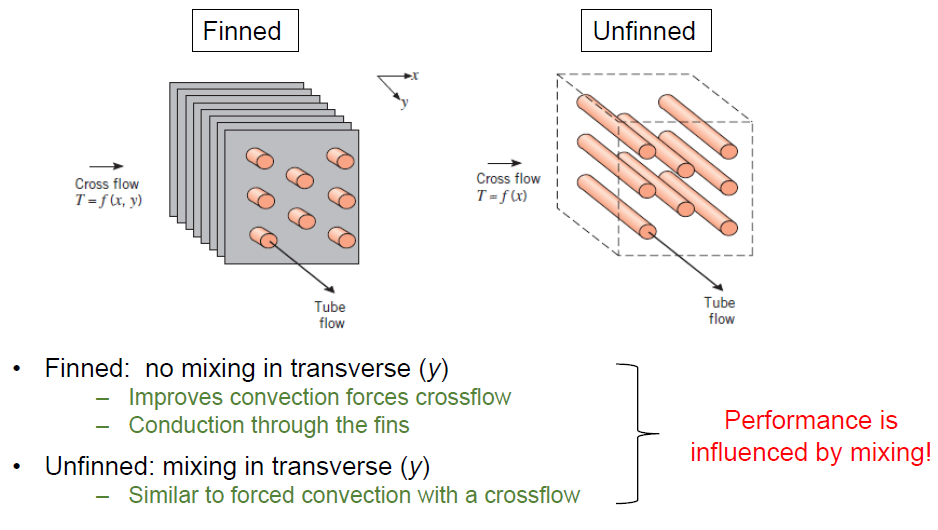 Finned
Unfinned
x
y
Cross flow
T = f (x, y)
Cross flow
T = f (x)
Tube
flow
Tube
flow
• Finned: no mixing in transverse (y)
– Improves convection forces crossflow
– Conduction through the fins
• Unfinned: mixing in transverse (y)
– Similar to forced convection with a crossflow
Performance is
influenced by mixing!